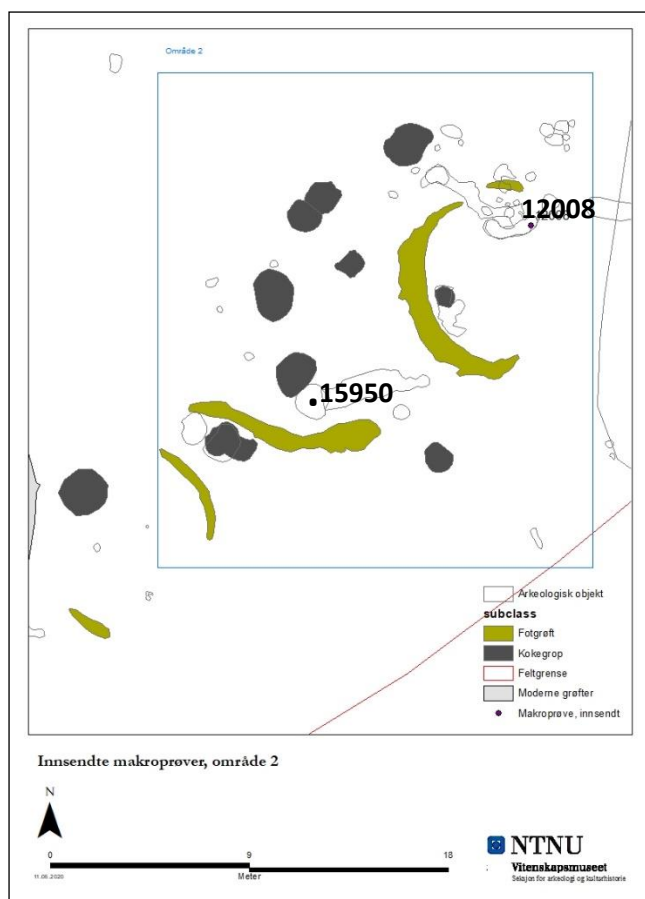 Område 2
12008
15950
Arkeologisk objekt
subclass
Fotgrøft
Kokegrop
Feltgrense
Moderne grøfter
Makroprøve, innsendt
Innsendte makroprøver, område 2
N
0 9 18
Meter
11.06.2020
NTNU
Vitenskapsmuseet
Seksjon for arkeologi og kulturhistorie